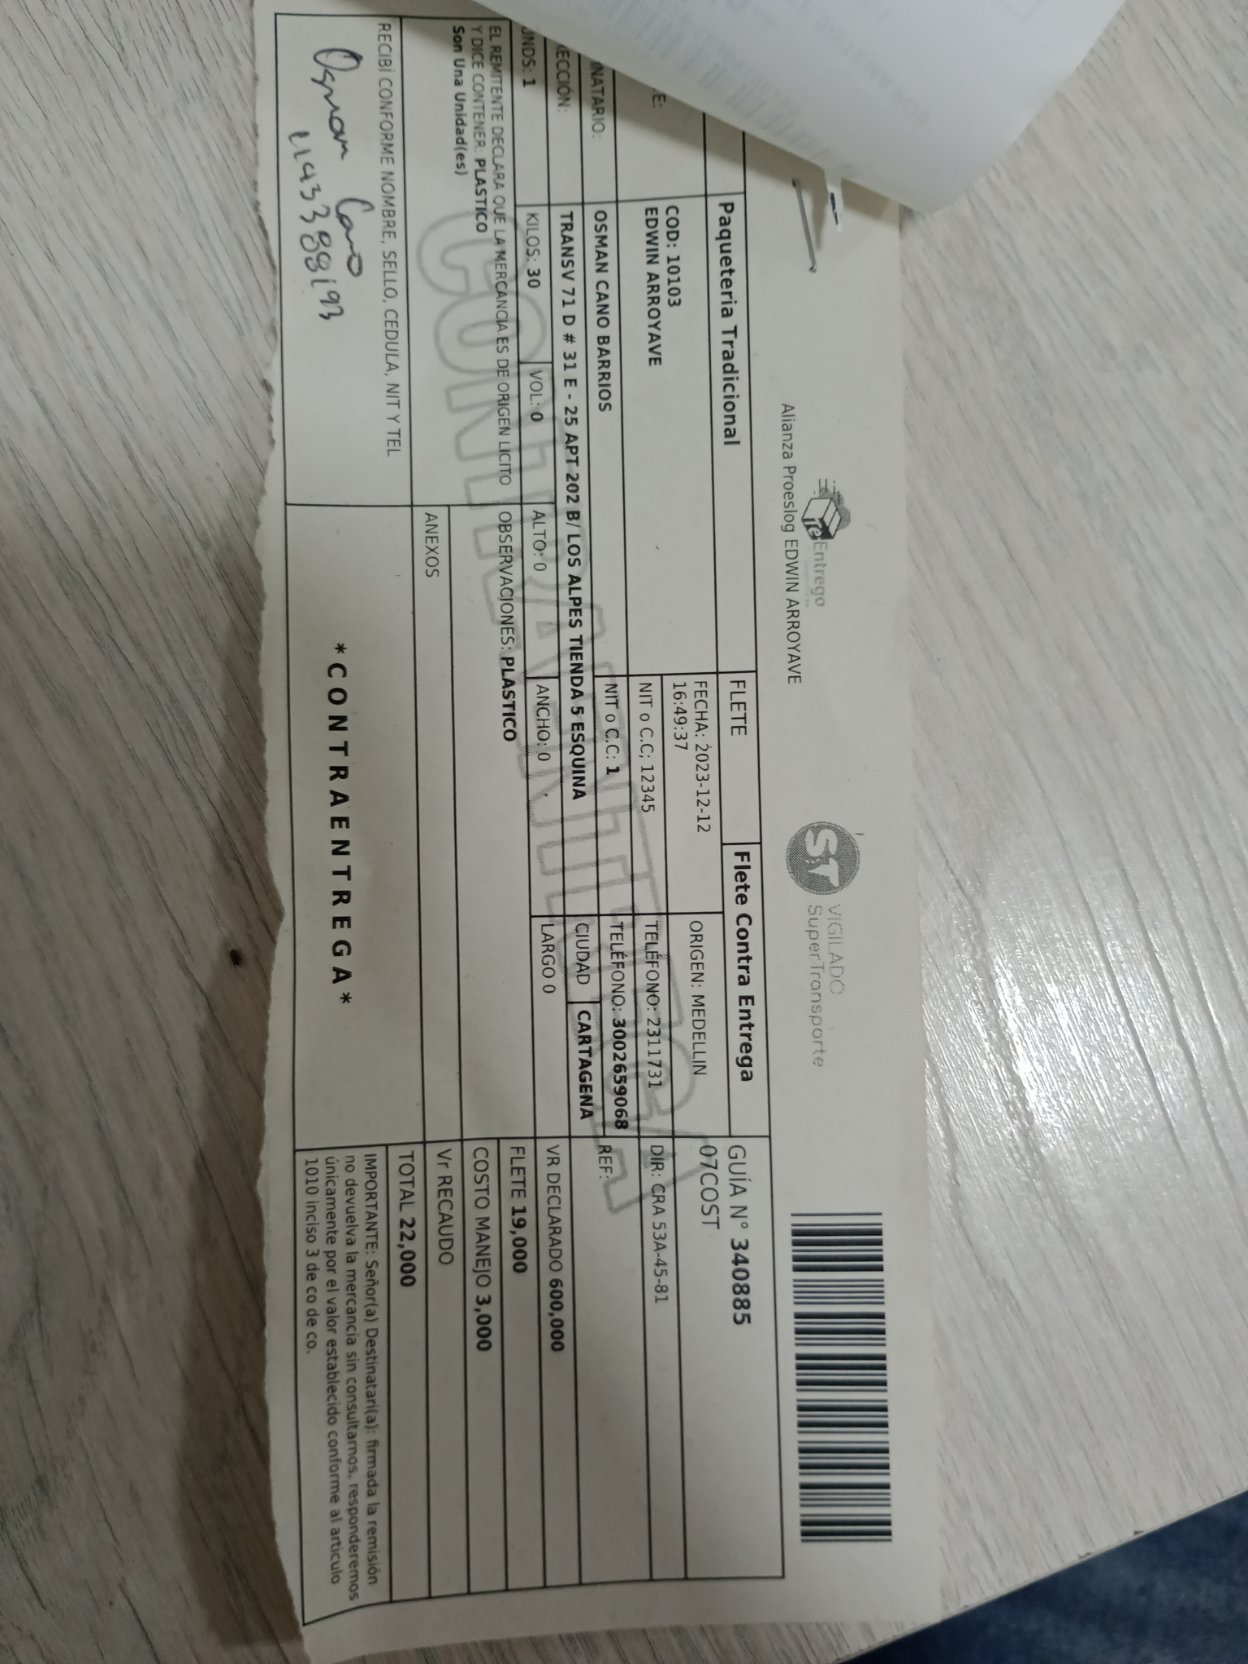 Entrego
VIGILADO
SuperTransporte
Alianza Proeslog EDWIN ARROYAVE
Paqueteria Tradicional
FLETE
Flete Contra Entrega
GUÍA N° 340885
07COST
E:
COD: 10103
EDWIN ARROYAVE
FECHA: 2023-12-12
16:49:37
ORIGEN: MEDELLIN
NIT o C.C: 12345
TELÉFONO: 2311731
DIR: CRA 53A-45-81
INATARIO:
OSMAN CANO BARRIOS
NIT o C.C: 1
TELÉFONO: 3002659068
REF:
ECCIÓN:
TRANSV 71 D # 31 E - 25 APT 202 B/ LOS ALPES TIENDA 5 ESQUINA
CIUDAD
CARTAGENA
UNDS: 1
KILOS: 30
VOL: 0
ALTO: 0
ANCHO: 0
LARGO 0
VR DECLARADO 600,000
EL REMITENTE DECLARA QUE LA MERCANCIA ES DE ORIGEN LICITO
Y DICE CONTENER. PLASTICO
Son Una Unidad(es)
OBSERVACIONES: PLASTICO
FLETE 19,000
COSTO MANEJO 3,000
ANEXOS
Vr RECAUDO
TOTAL 22,000
CONTRAENTREGA
RECIBÍ CONFORME NOMBRE, SELLO, CEDULA, NIT Y TEL
Osman Cano
1193388193
*CONTRAENTREGA*
IMPORTANTE: Señor(a) Destinatari(a): firmada la remisión
no devuelva la mercancía sin consultarnos, responderemos
únicamente por el valor establecido conforme al articulo
1010 inciso 3 de co de co.